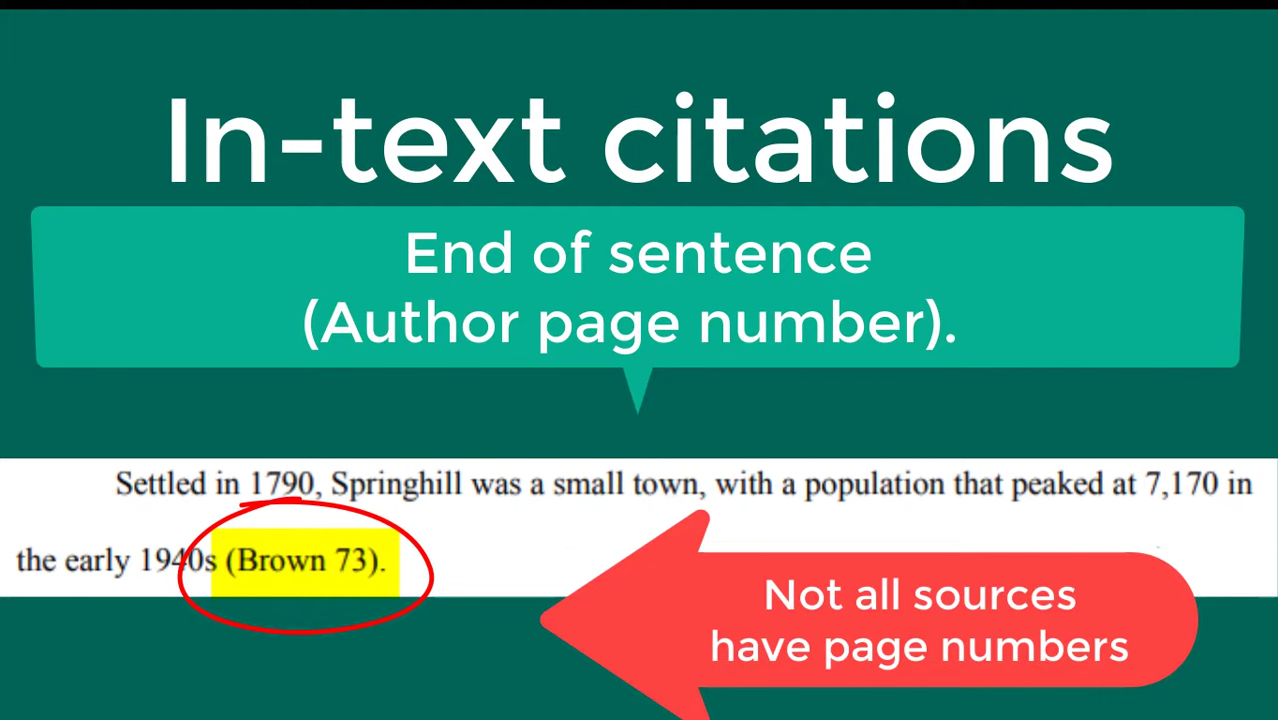 In-text citations
End of sentence
(Author page number).
Settled in 1790, Springhill was a small town, with a population that peaked at 7,170 in
the early 1940s (Brown 73).
Not all sources
have page numbers